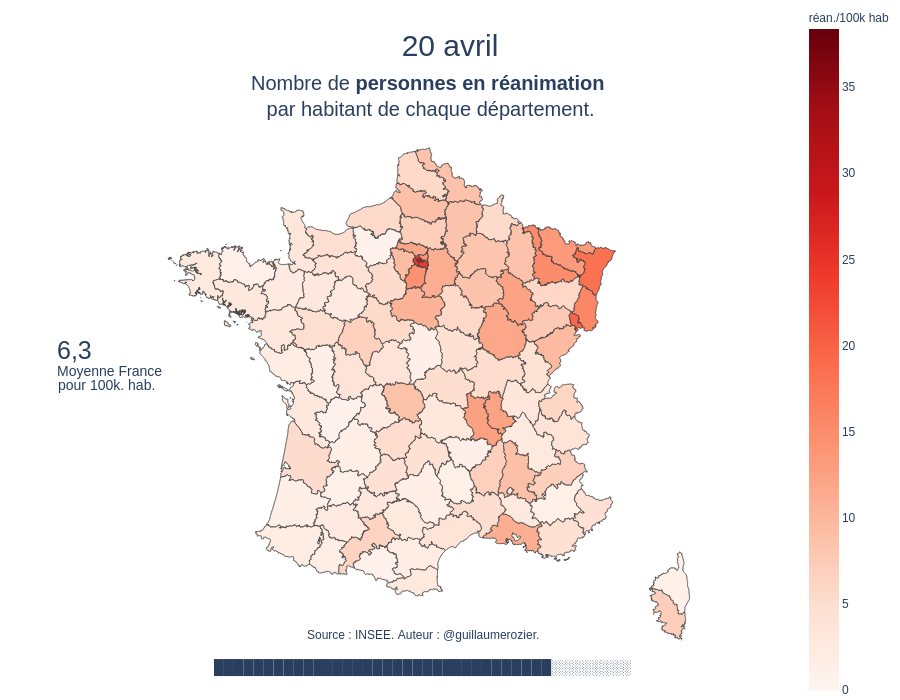 réan./100k hab
20 avril
Nombre de personnes en réanimation
par habitant de chaque département.
35
30
25
20
15
10
5
0
6,3
Moyenne France
pour 100k. hab.
Source : INSEE. Auteur : @guillaumerozier.